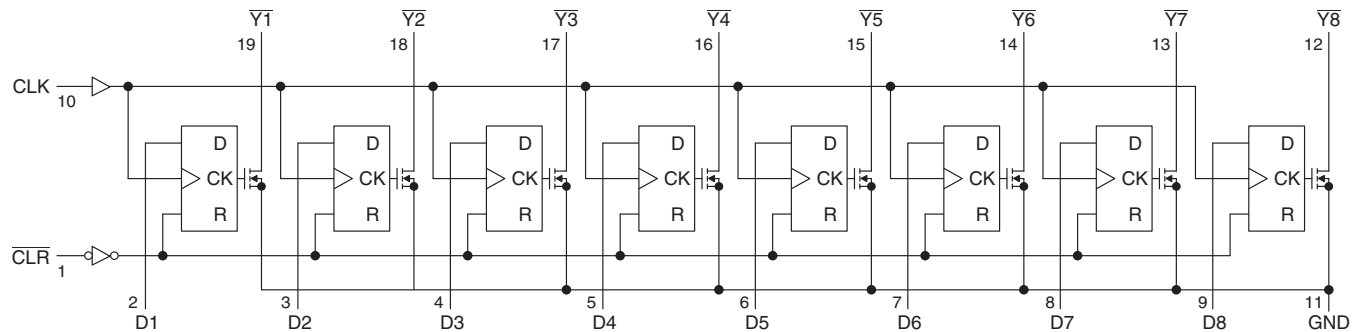 Y1 Y2 Y3 Y4 Y5 Y6 Y7 Y8
19 18 17 16 15 14 13 12
CLK
10
D D D D D D D D
CK CK CK CK CK CK CK CK
R R R R R R R R
CLR
1
2 3 4 5 6 7 8 9 11
D1 D2 D3 D4 D5 D6 D7 D8 GND